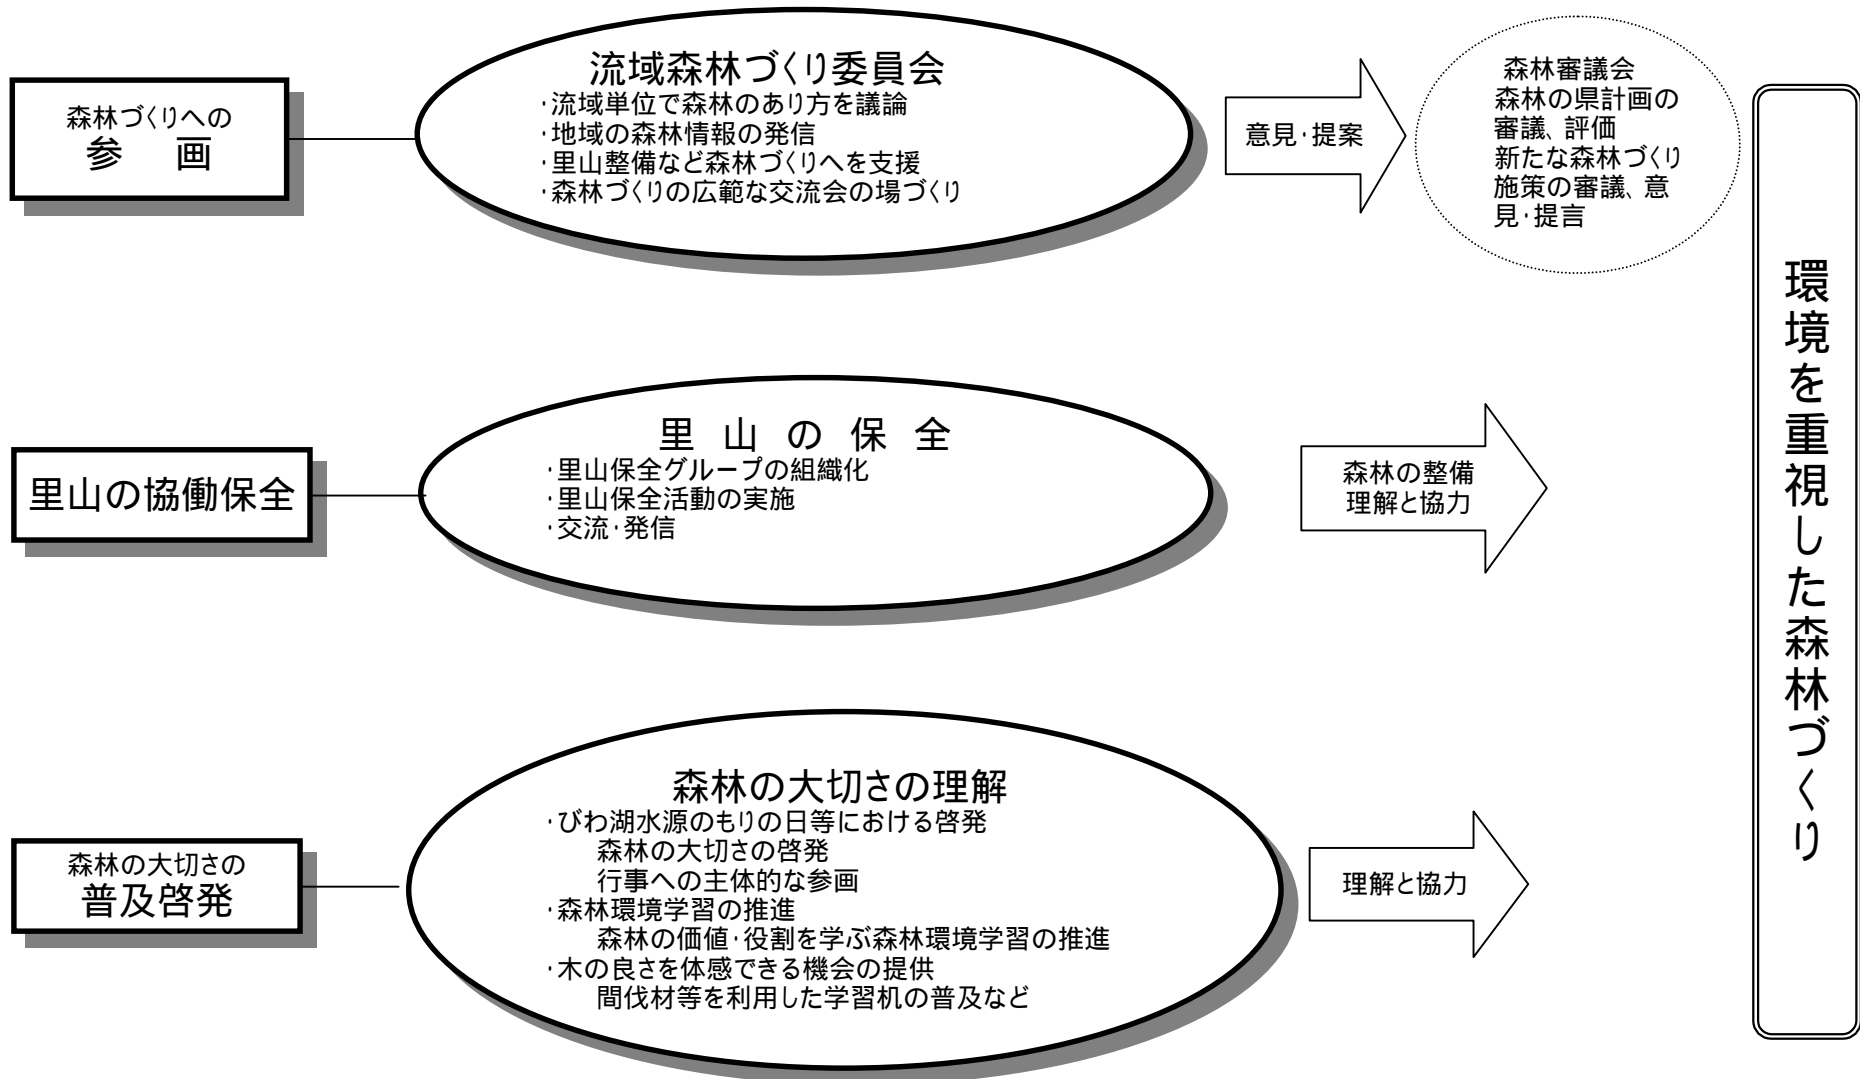 森林づくりへの
参　画
流域森林づくり委員会
・流域単位で森林のあり方を議論
・地域の森林情報の発信
・里山整備など森林づくりへを支援
・森林づくりの広範な交流会の場づくり
意見・提案
森林審議会
森林の県計画の
審議、評価
新たな森林づくり
施策の審議、意
見・提言
里山の協働保全
里 山 の 保 全
・里山保全グループの組織化
・里山保全活動の実施
・交流・発信
森林の整備
理解と協力
森林の大切さの
普及啓発
森林の大切さの理解
・びわ湖水源のもりの日等における啓発
森林の大切さの啓発
行事への主体的な参画
・森林環境学習の推進
森林の価値・役割を学ぶ森林環境学習の推進
・木の良さを体感できる機会の提供
間伐材等を利用した学習机の普及など
理解と協力
環境を重視した森林づくり